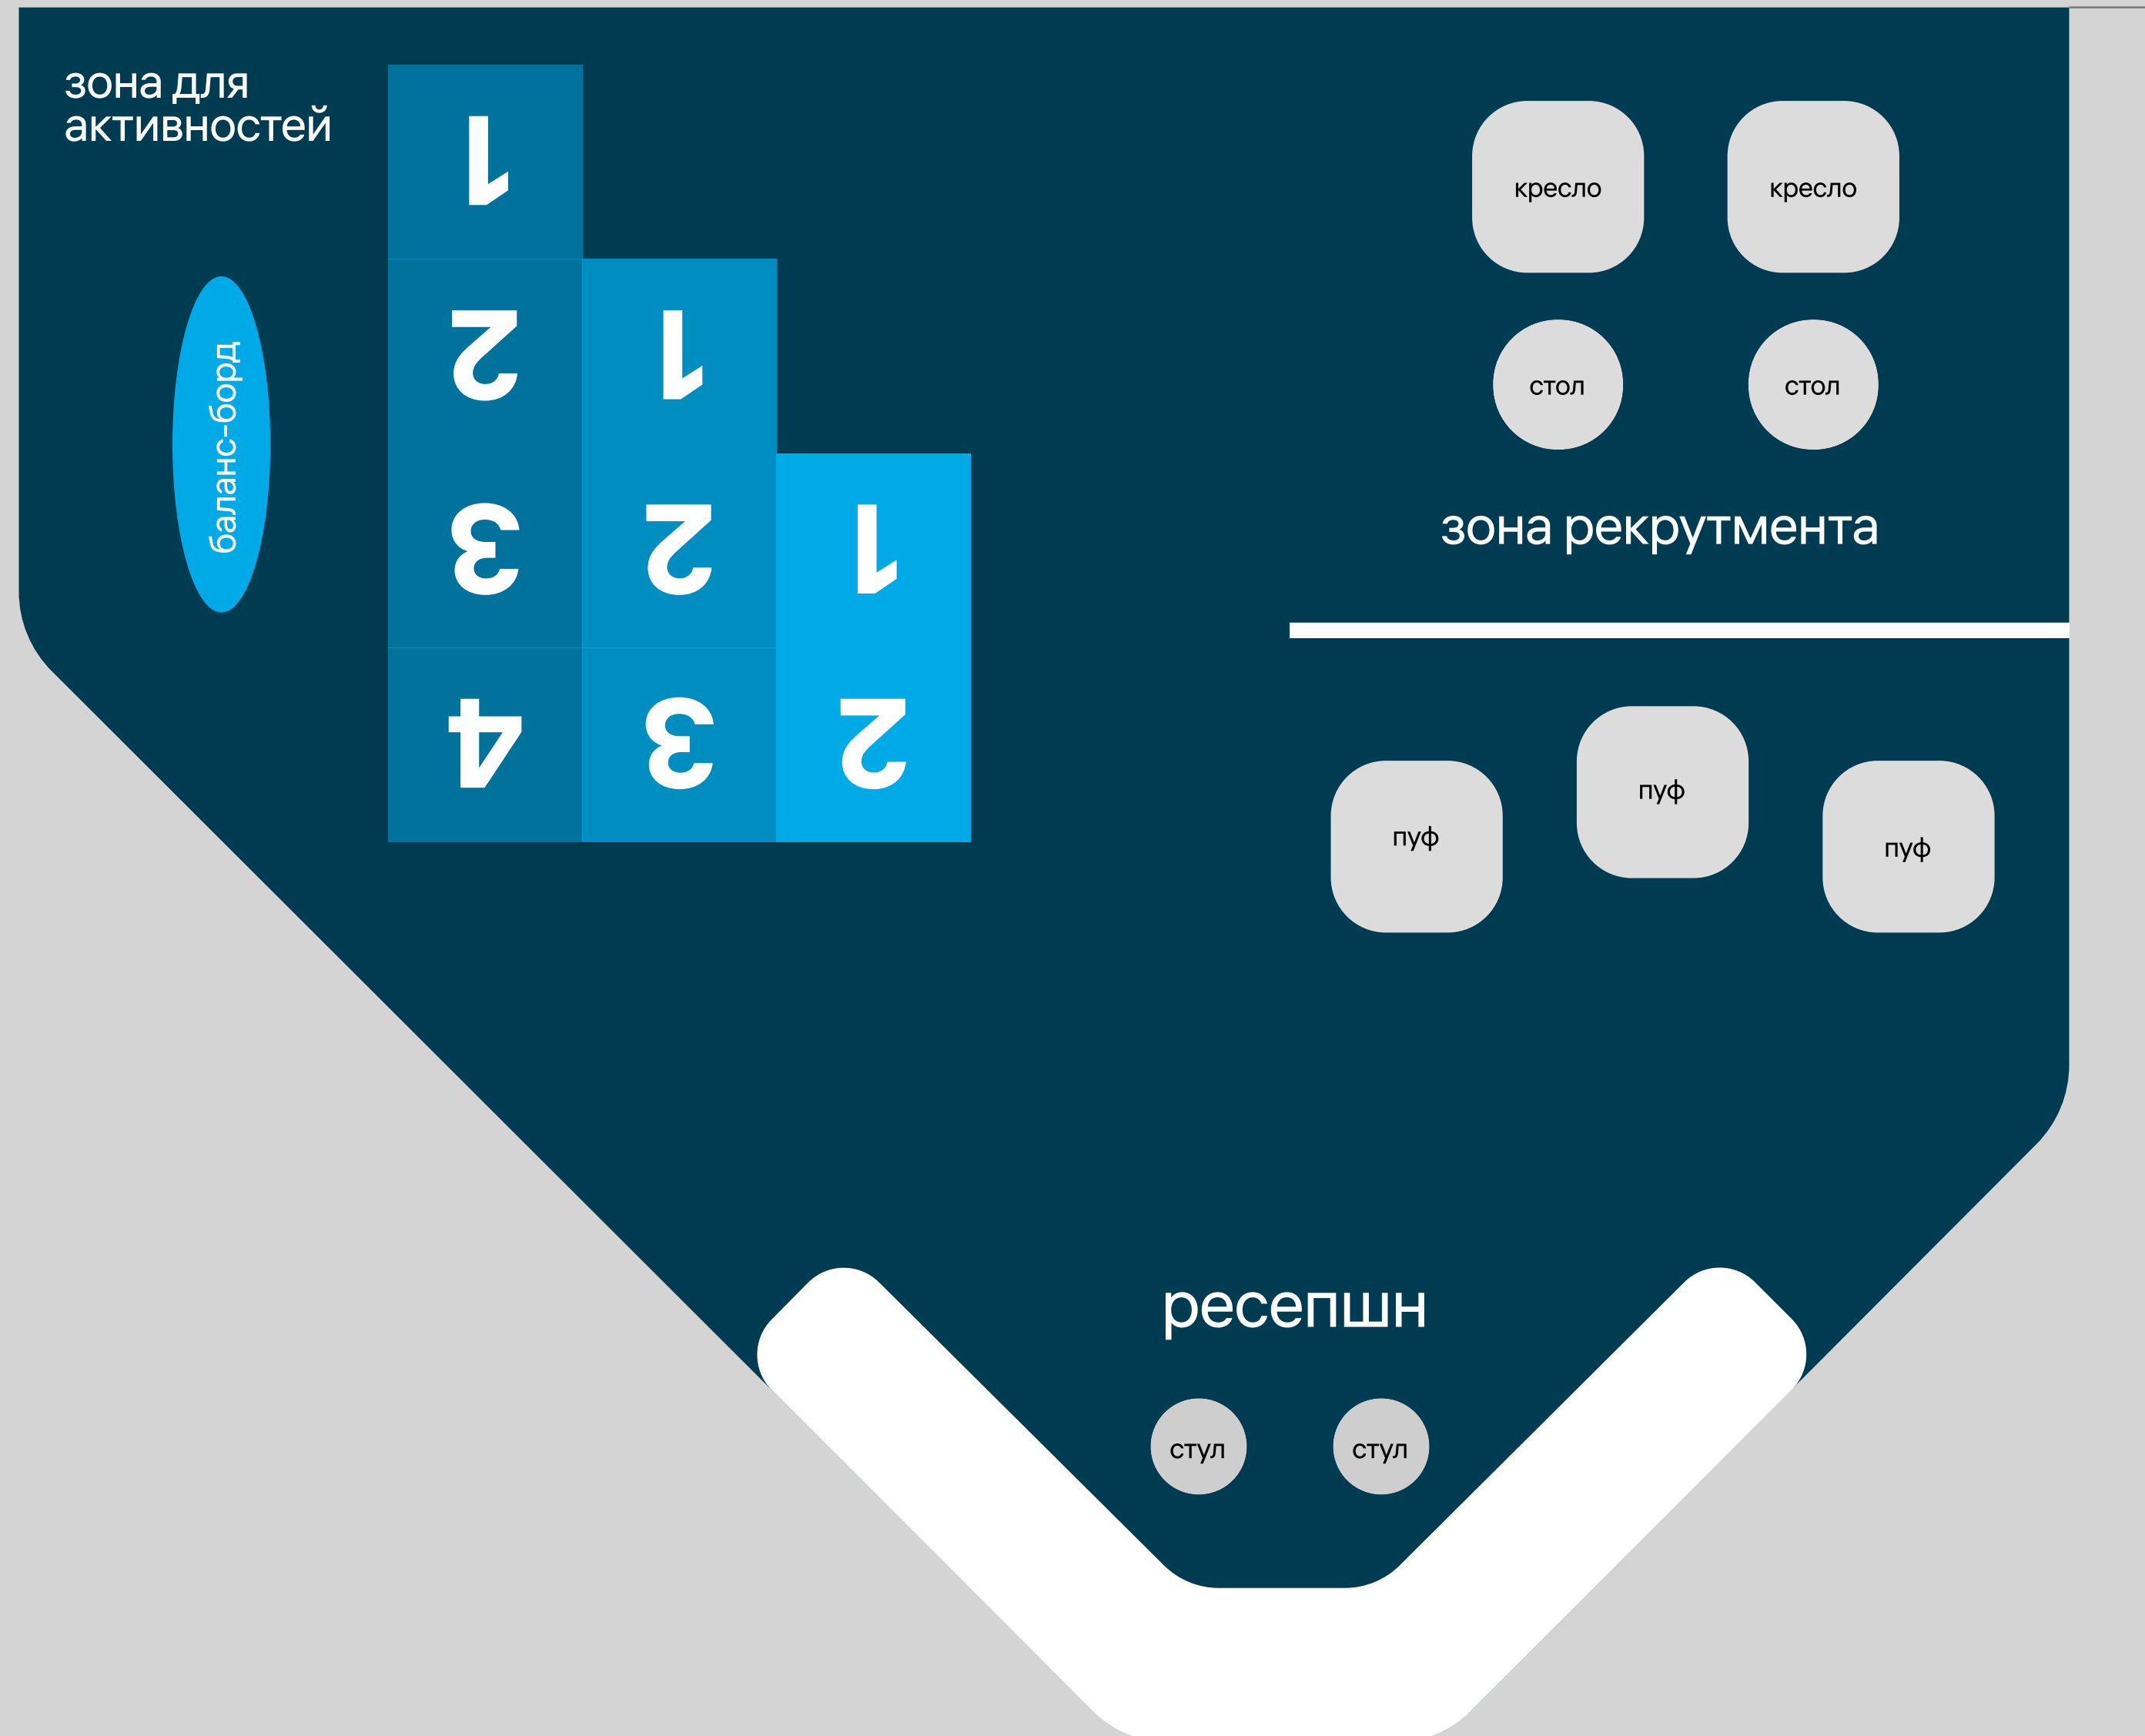 зона для
активностей
1
2
1
3
2
1
4
3
2
баланс-борд
кресло
кресло
стол
стол
зона рекрутмента
пуф
пуф
пуф
ресепшн
стул
стул